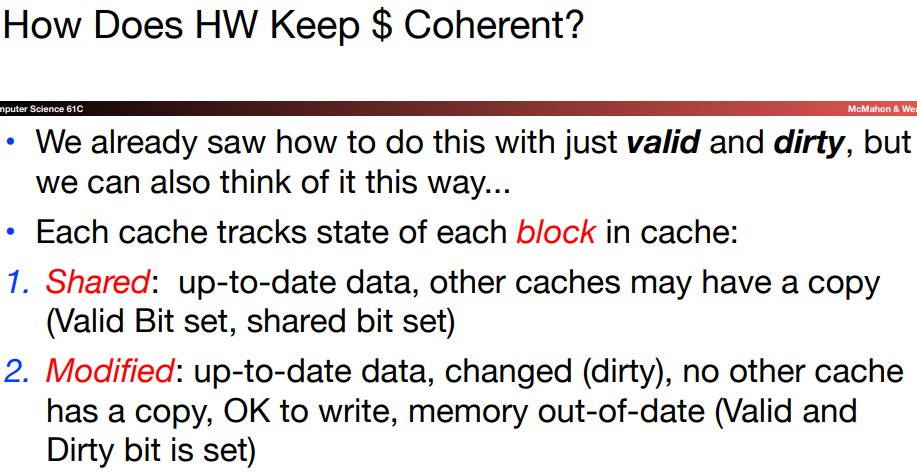 How Does HW Keep $ Coherent?
mputer Science 61C
McMahon & We
• We already saw how to do this with just valid and dirty, but
we can also think of it this way...
• Each cache tracks state of each block in cache:
1. Shared: up-to-date data, other caches may have a copy
(Valid Bit set, shared bit set)
2. Modified: up-to-date data, changed (dirty), no other cache
has a copy, OK to write, memory out-of-date (Valid and
Dirty bit is set)